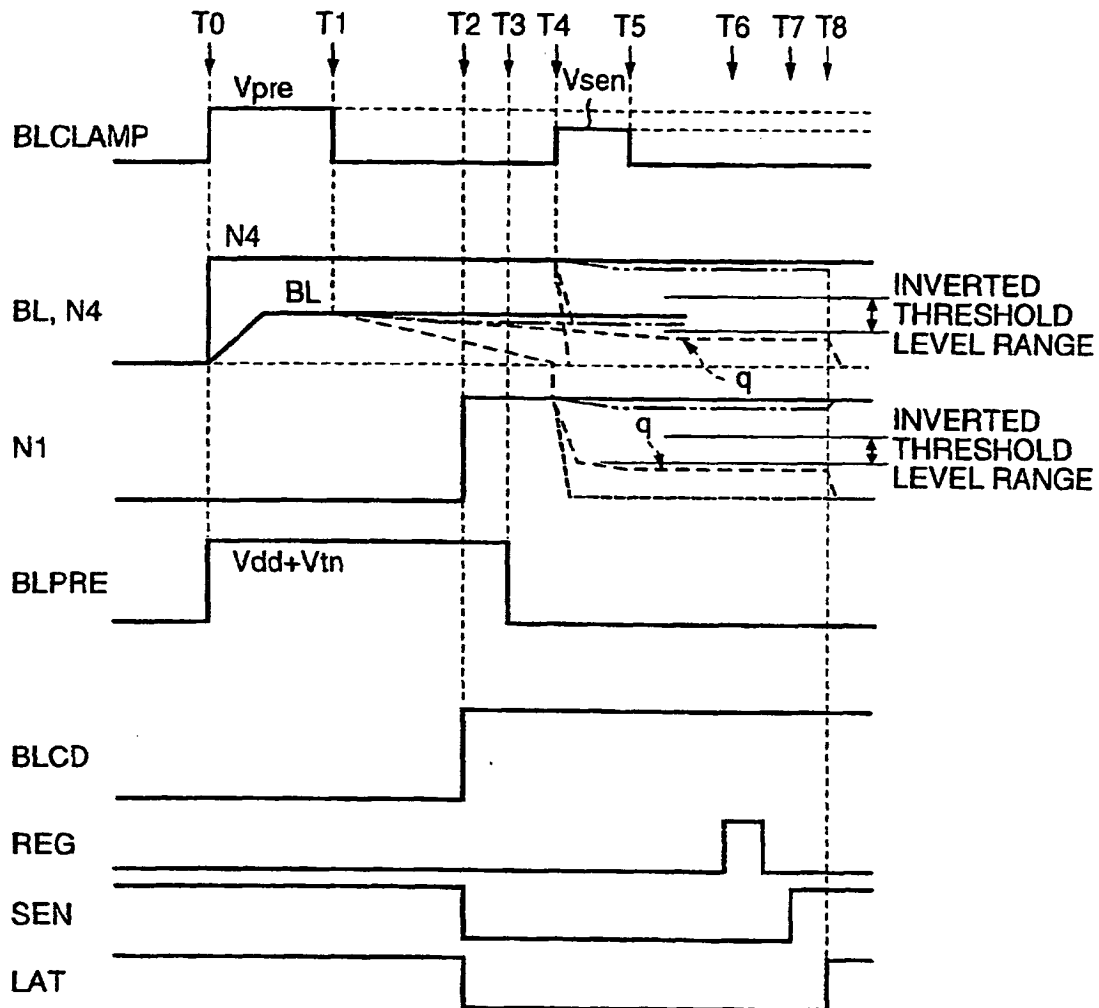 T0 T1 T2 T3 T4 T5 T6 T7 T8
Vpre
Vsen
BLCLAMP
N4
BL
BL, N4
INVERTED
THRESHOLD
LEVEL RANGE
q
N1
q
INVERTED
THRESHOLD
LEVEL RANGE
Vdd+Vtn
BLPRE
BLCD
REG
SEN
LAT